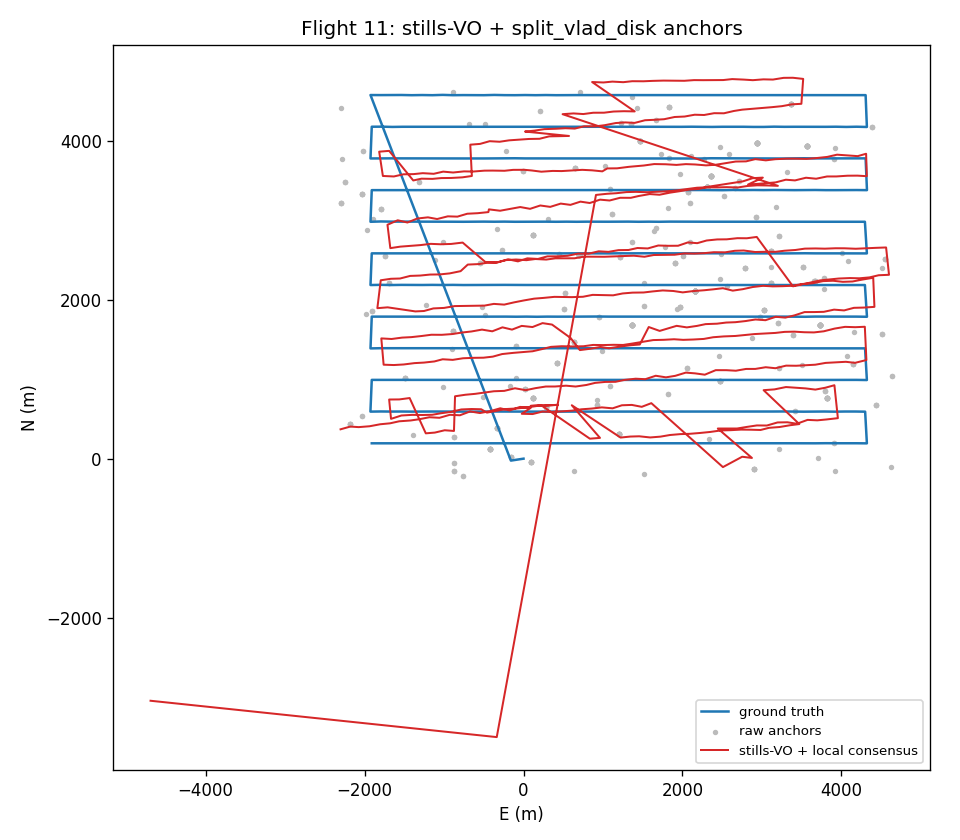 Flight 11: stills-VO + split_vlad_disk anchors
N (m)
4000
2000
0
−2000
−4000
−2000
0
2000
4000
E (m)
ground truth
raw anchors
stills-VO + local consensus